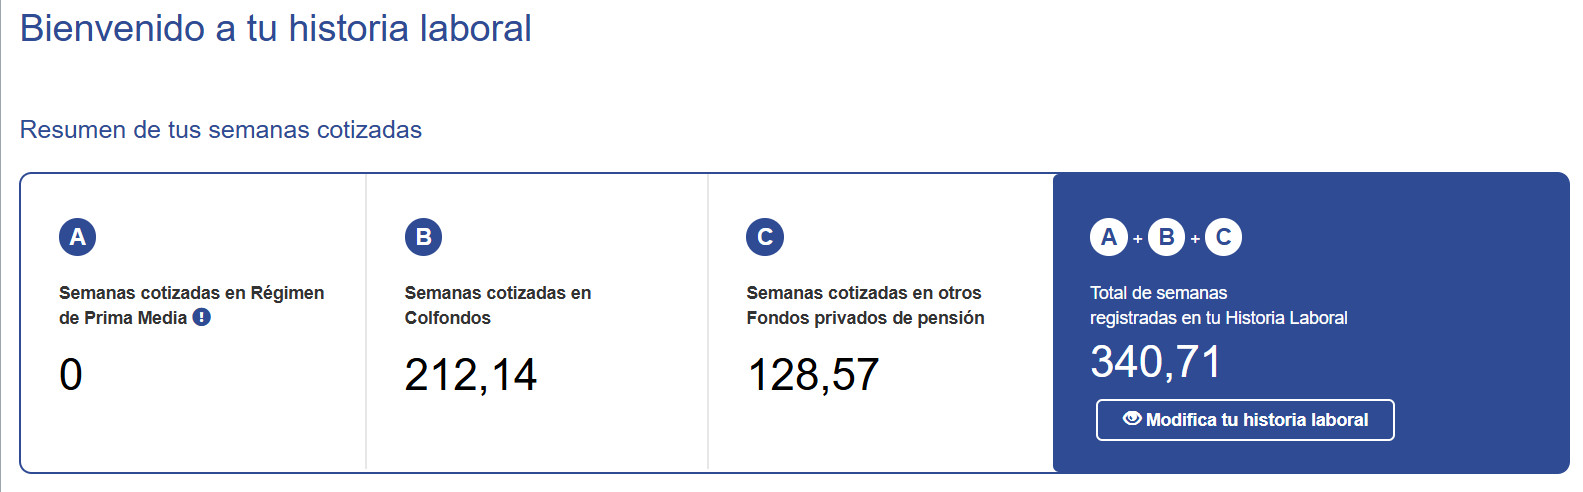 Bienvenido a tu historia laboral
Resumen de tus semanas cotizadas
A
Semanas cotizadas en Régimen
de Prima Media !
0
B
Semanas cotizadas en
Colfondos
212,14
C
Semanas cotizadas en otros
Fondos privados de pensión
128,57
A + B + C
Total de semanas
registradas en tu Historia Laboral
340,71
Modifica tu historia laboral